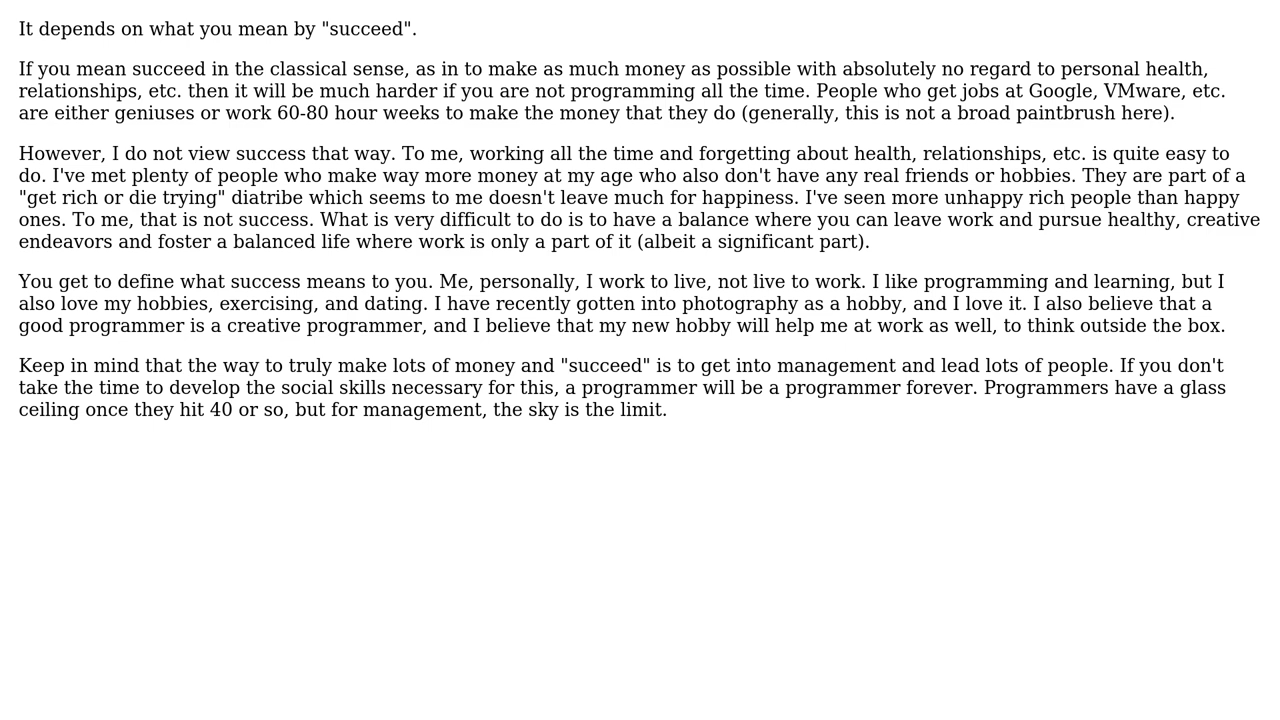 It depends on what you mean by "succeed".
If you mean succeed in the classical sense, as in to make as much money as possible with absolutely no regard to personal health,
relationships, etc. then it will be much harder if you are not programming all the time. People who get jobs at Google, VMware, etc.
are either geniuses or work 60-80 hour weeks to make the money that they do (generally, this is not a broad paintbrush here).
However, I do not view success that way. To me, working all the time and forgetting about health, relationships, etc. is quite easy to
do. I've met plenty of people who make way more money at my age who also don't have any real friends or hobbies. They are part of a
"get rich or die trying" diatribe which seems to me doesn't leave much for happiness. I've seen more unhappy rich people than happy
ones. To me, that is not success. What is very difficult to do is to have a balance where you can leave work and pursue healthy, creative
endeavors and foster a balanced life where work is only a part of it (albeit a significant part).
You get to define what success means to you. Me, personally, I work to live, not live to work. I like programming and learning, but I
also love my hobbies, exercising, and dating. I have recently gotten into photography as a hobby, and I love it. I also believe that a
good programmer is a creative programmer, and I believe that my new hobby will help me at work as well, to think outside the box.
Keep in mind that the way to truly make lots of money and "succeed" is to get into management and lead lots of people. If you don't
take the time to develop the social skills necessary for this, a programmer will be a programmer forever. Programmers have a glass
ceiling once they hit 40 or so, but for management, the sky is the limit.